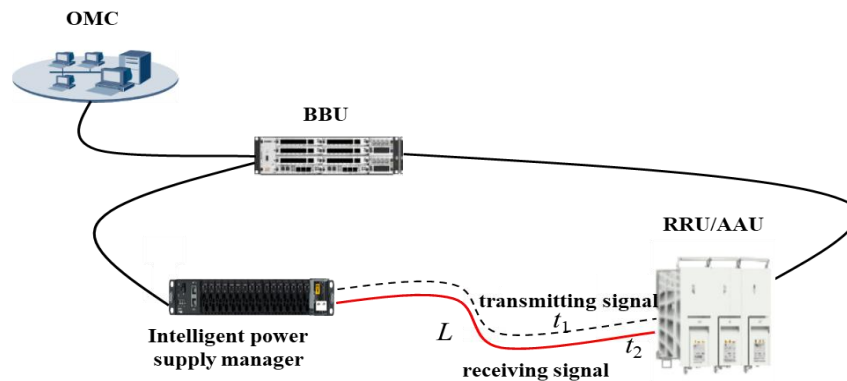 OMC
BBU
RRU/AAU
transmitting signal
t1
L
t2
Intelligent power
supply manager
receiving signal